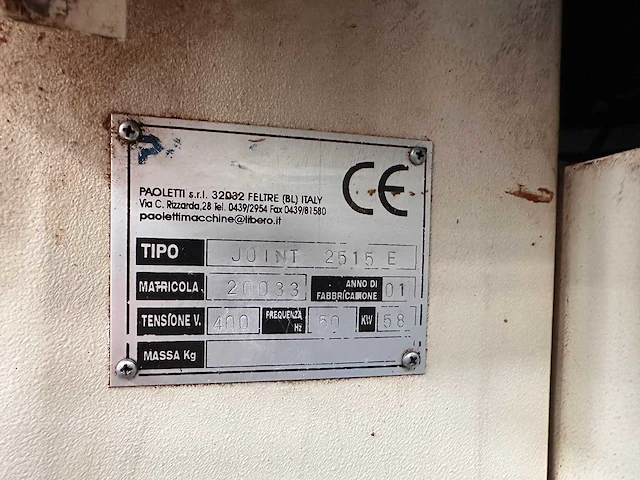 PAOLETTI s.r.l. 32032 FELTRE (BL) ITALY
Via C. Rizzarda,28 Tel. 0439/2954 Fax 0439/81580
paolettimacchine@libero.it
CE
TIPO JOINT 2515 E
MATRICOLA 20033 ANNO DI FABBRICAZIONE 01
TENSIONE V. 400 FREQUENZA Hz 50 KW 58
MASSA Kg